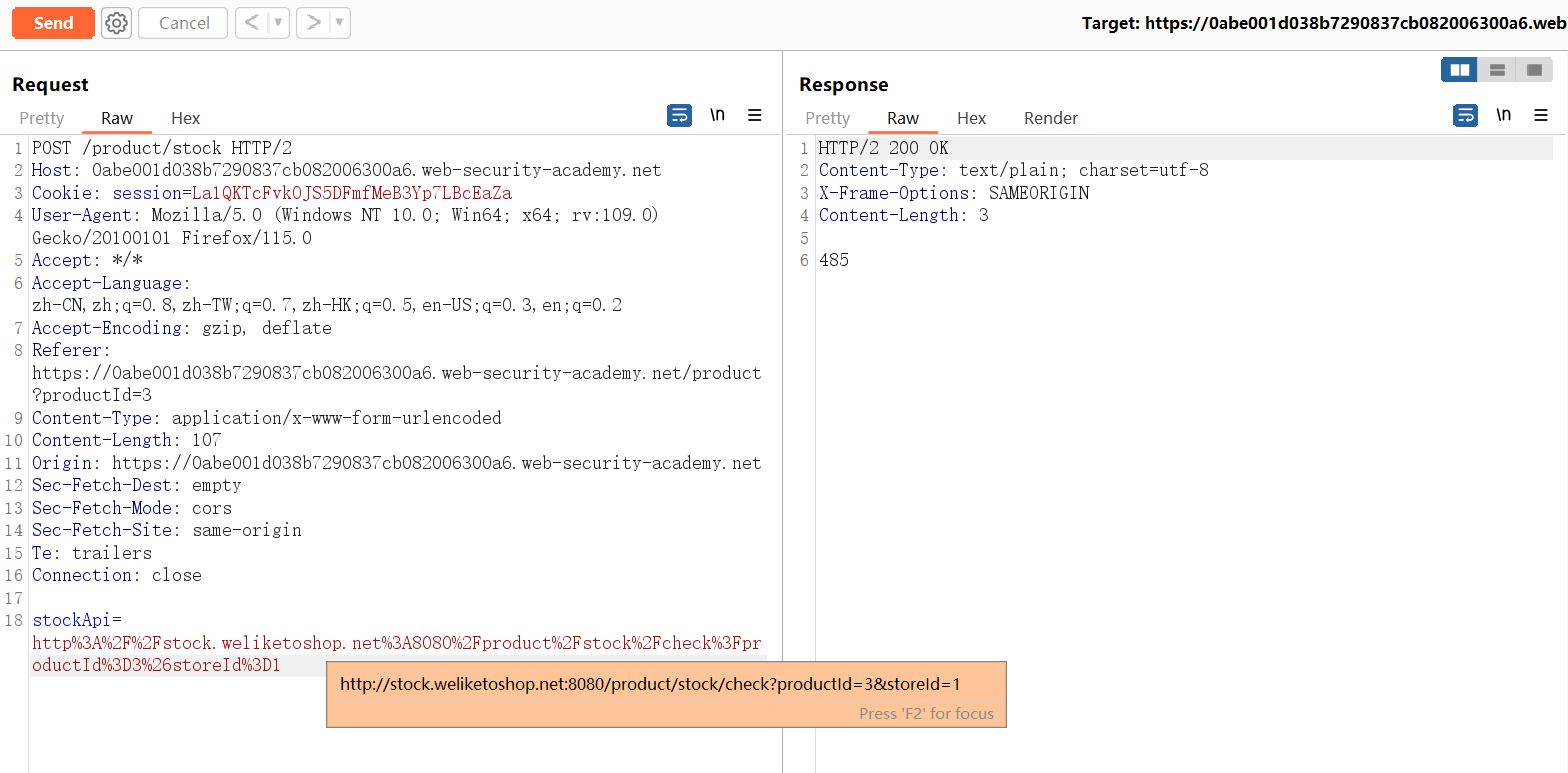 Send
Cancel
<
>
Target: https://0abe001d038b7290837cb082006300a6.web
Request
Pretty Raw Hex
\n
1 POST /product/stock HTTP/2
2 Host: 0abe001d038b7290837cb082006300a6.web-security-academy.net
3 Cookie: session=La1QKTcFvkOJS5DFmfMeB3Yp7LBcEaZa
4 User-Agent: Mozilla/5.0 (Windows NT 10.0; Win64; x64; rv:109.0)
Gecko/20100101 Firefox/115.0
5 Accept: */*
6 Accept-Language:
zh-CN,zh;q=0.8,zh-TW;q=0.7,zh-HK;q=0.5,en-US;q=0.3,en;q=0.2
7 Accept-Encoding: gzip, deflate
8 Referer:
https://0abe001d038b7290837cb082006300a6.web-security-academy.net/product
?productId=3
9 Content-Type: application/x-www-form-urlencoded
10 Content-Length: 107
11 Origin: https://0abe001d038b7290837cb082006300a6.web-security-academy.net
12 Sec-Fetch-Dest: empty
13 Sec-Fetch-Mode: cors
14 Sec-Fetch-Site: same-origin
15 Te: trailers
16 Connection: close
17
18 stockApi=
http%3A%2F%2Fstock.weliketoshop.net%3A8080%2Fproduct%2Fstock%2Fcheck%3Fpr
oductId%3D3%26storeId%3D1
http://stock.weliketoshop.net:8080/product/stock/check?productId=3&storeId=1
Press 'F2' for focus
Response
Pretty Raw Hex Render
\n
1 HTTP/2 200 OK
2 Content-Type: text/plain; charset=utf-8
3 X-Frame-Options: SAMEORIGIN
4 Content-Length: 3
5
6 485